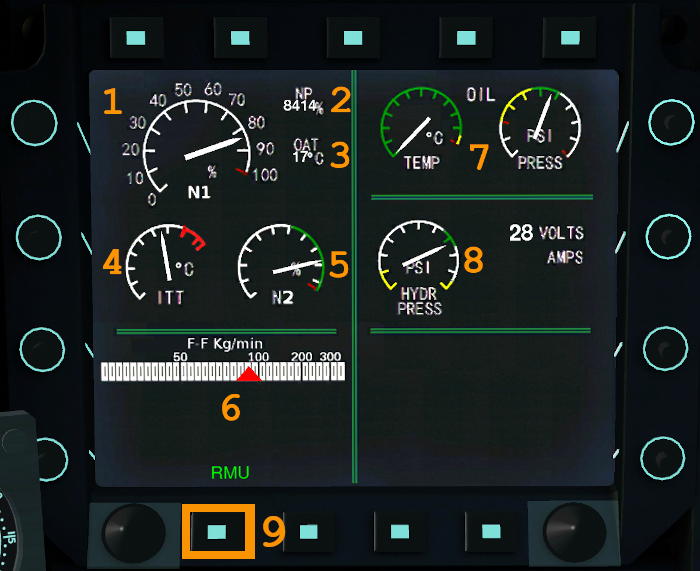 1
0
10
20
30
40
50
60
70
80
90
100
%
N1
NP
8414%
2
OAT
17°C
3
OIL
°C
TEMP
PSI
PRESS
7
4
°C
ITT
%
N2
5
PSI
HYDR
PRESS
8
28 VOLTS
AMPS
F-F Kg/min
50 100 200 300
6
RMU
9